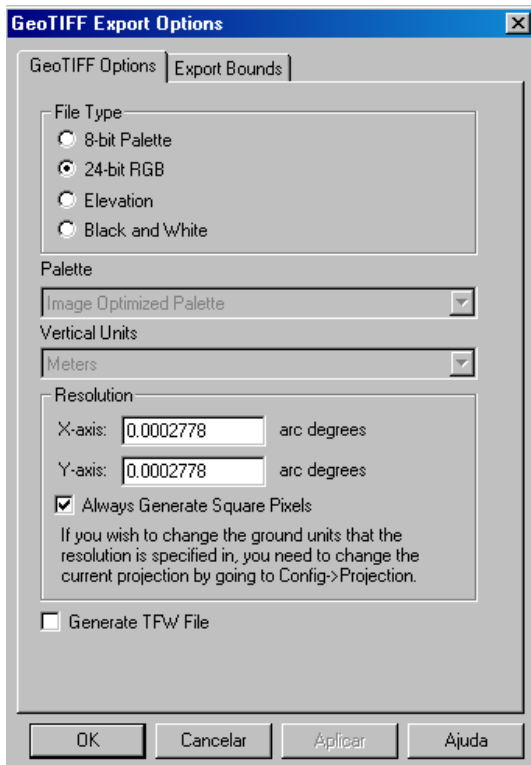 GeoTIFF Export Options
GeoTIFF Options
Export Bounds
File Type
8-bit Palette
24-bit RGB
Elevation
Black and White
Palette
Image Optimized Palette
Vertical Units
Meters
Resolution
X-axis: 0.0002778 arc degrees
Y-axis: 0.0002778 arc degrees
Always Generate Square Pixels
If you wish to change the ground units that the
resolution is specified in, you need to change the
current projection by going to Config->Projection.
Generate TFW File
OK Cancelar Aplicar Ajuda